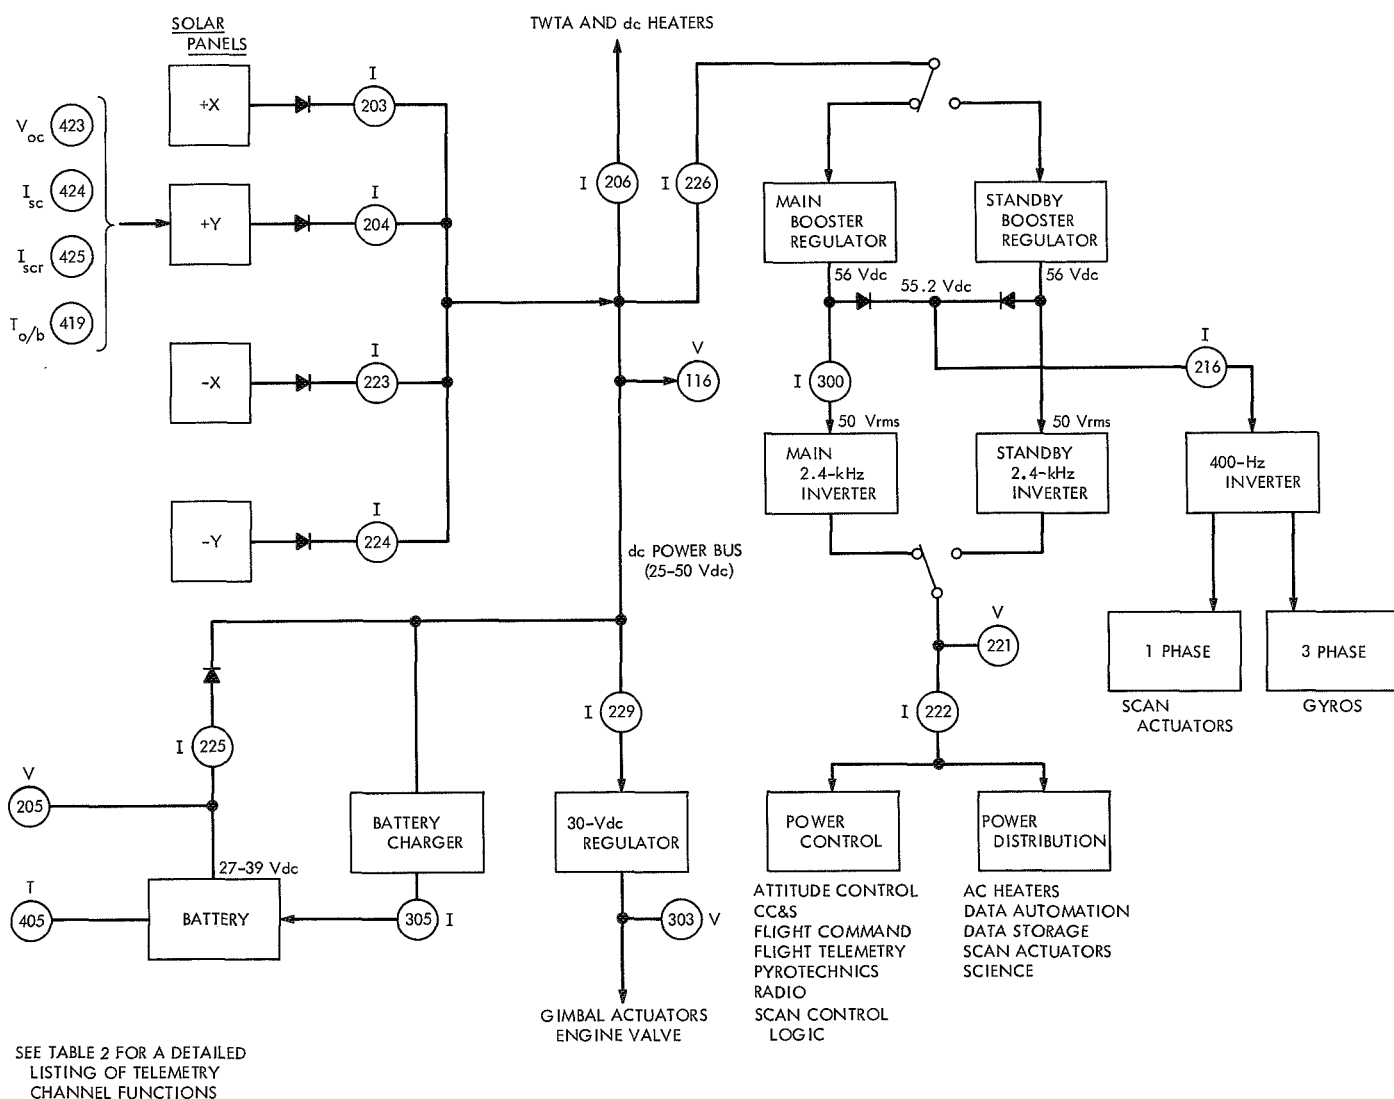 SOLAR
PANELS
TWTA AND dc HEATERS
V oc 423
I sc 424
I scr 425
T o/b 419
+X
I
203
+Y
I
204
-X
I
223
-Y
I
224
I 206
I 226
MAIN
BOOSTER
REGULATOR
STANDBY
BOOSTER
REGULATOR
56 Vdc
55.2 Vdc
56 Vdc
V
116
I 300
I
216
50 Vrms
50 Vrms
MAIN
2.4-kHz
INVERTER
STANDBY
2.4-kHz
INVERTER
400-Hz
INVERTER
dc POWER BUS
(25-50 Vdc)
V
221
1 PHASE
3 PHASE
SCAN
ACTUATORS
GYROS
I 225
I 229
I 222
V
205
BATTERY
CHARGER
30-Vdc
REGULATOR
POWER
CONTROL
POWER
DISTRIBUTION
27-39 Vdc
T
405
BATTERY
305 I
303 V
ATTITUDE CONTROL
CC&S
FLIGHT COMMAND
FLIGHT TELEMETRY
PYROTECHNICS
RADIO
SCAN CONTROL
LOGIC
AC HEATERS
DATA AUTOMATION
DATA STORAGE
SCAN ACTUATORS
SCIENCE
GIMBAL ACTUATORS
ENGINE VALVE
SEE TABLE 2 FOR A DETAILED
LISTING OF TELEMETRY
CHANNEL FUNCTIONS